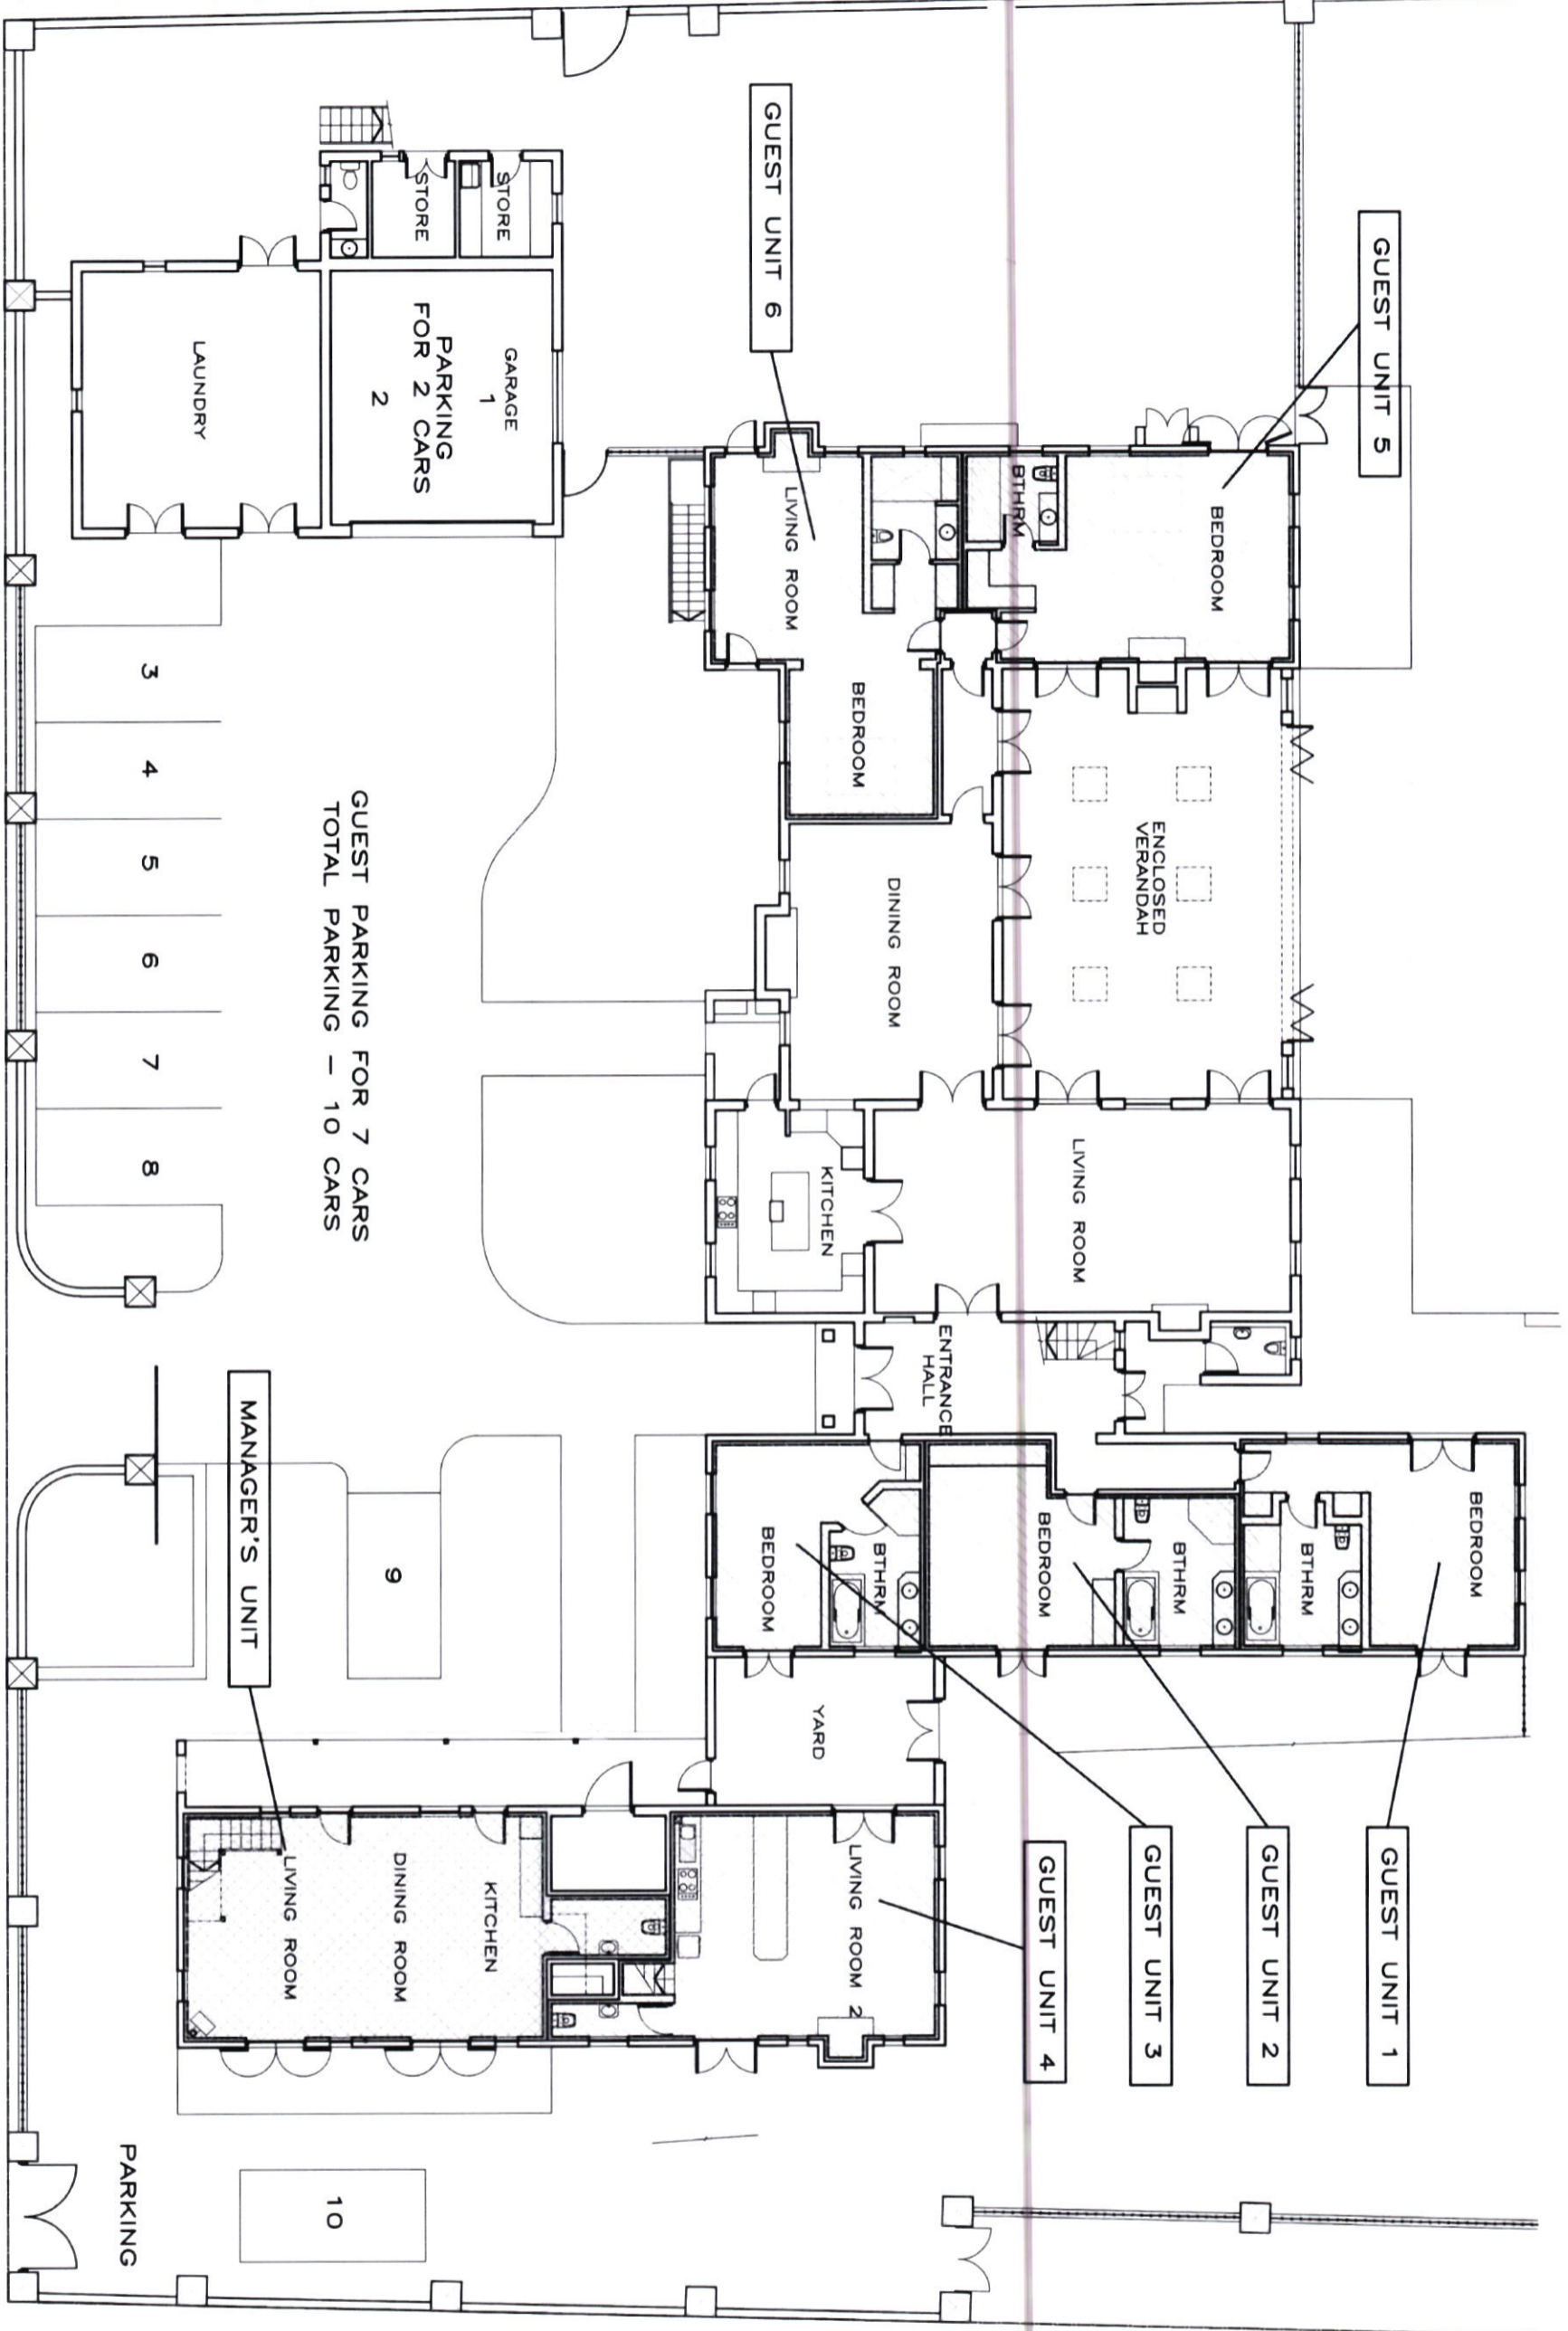 GUEST UNIT 5
GUEST UNIT 6
STORE
STORE
GARAGE
1
PARKING
FOR 2 CARS
2
LAUNDRY
BEDROOM
BTHRM
LIVING ROOM
BEDROOM
ENCLOSED
VERANDAH
DINING ROOM
GUEST PARKING FOR 7 CARS
TOTAL PARKING – 10 CARS
3
4
5
6
7
8
LIVING ROOM
KITCHEN
ENTRANCE
HALL
BEDROOM
BTHRM
BTHRM
BEDROOM
BTHRM
BEDROOM
MANAGER'S UNIT
9
YARD
GUEST UNIT 1
GUEST UNIT 2
GUEST UNIT 3
GUEST UNIT 4
LIVING ROOM 2
KITCHEN
DINING ROOM
LIVING ROOM
10
PARKING